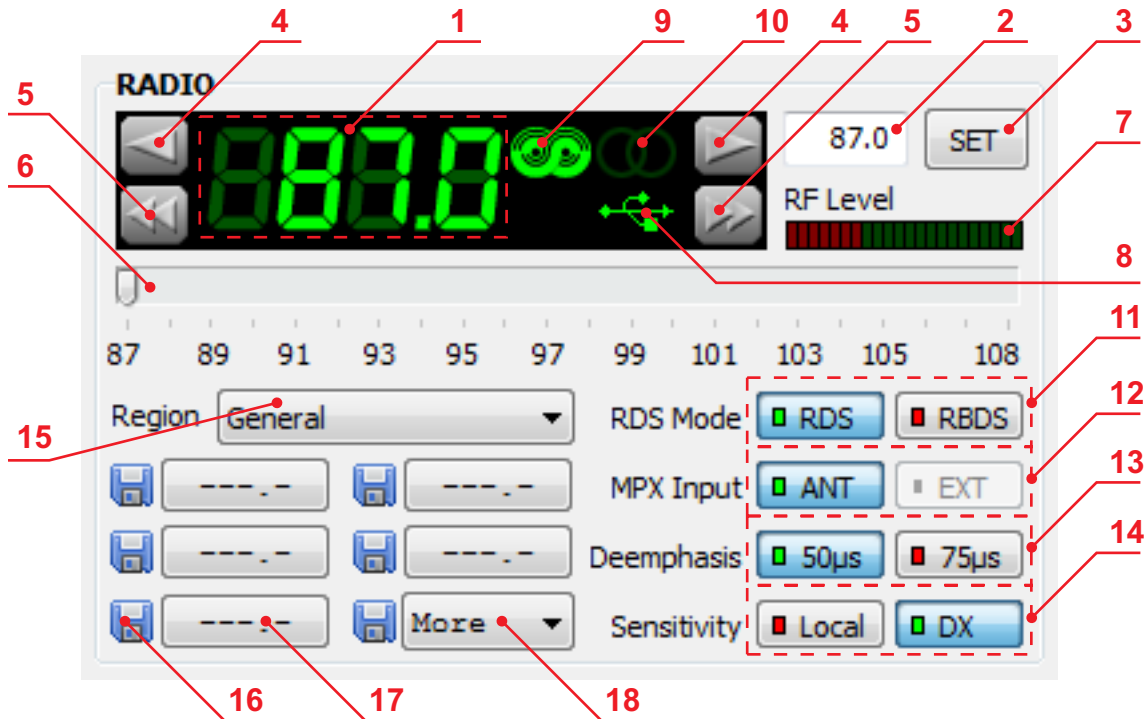 4 1 9 10 4 5 2 3
RADIO
5
87.0
87.0
SET
7
6
RF Level
8
87 89 91 93 95 97 99 101 103 105 108
11
Region General
RDS Mode RDS RBDS
12
15
---.- ---.-
MPX Input ANT EXT
13
---.- ---.-
Deemphasis 50µs 75µs
14
---.- More
Sensitivity Local DX
16 17 18